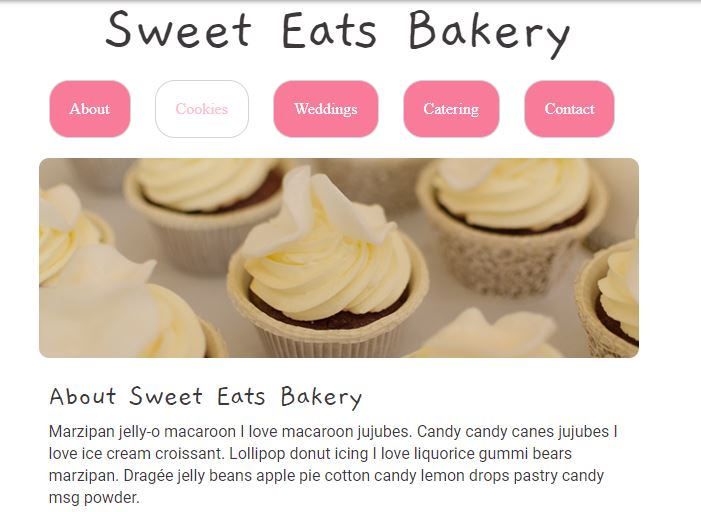 Sweet Eats Bakery
About Cookies Weddings Catering Contact
About Sweet Eats Bakery
Marzipan jelly-o macaroon I love macaroon jujubes. Candy candy canes jujubes I
love ice cream croissant. Lollipop donut icing I love liquorice gummi bears
marzipan. Dragée jelly beans apple pie cotton candy lemon drops pastry candy
msg powder.